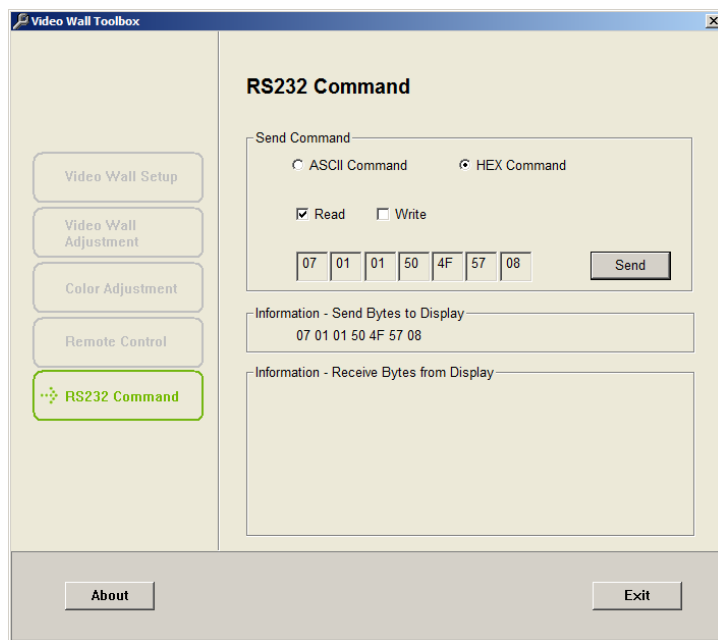 Video Wall Toolbox
RS232 Command
Video Wall Setup
Video Wall
Adjustment
Color Adjustment
Remote Control
RS232 Command
Send Command
ASCII Command HEX Command
Read Write
07 01 01 50 4F 57 08 Send
Information - Send Bytes to Display
07 01 01 50 4F 57 08
Information - Receive Bytes from Display
About Exit